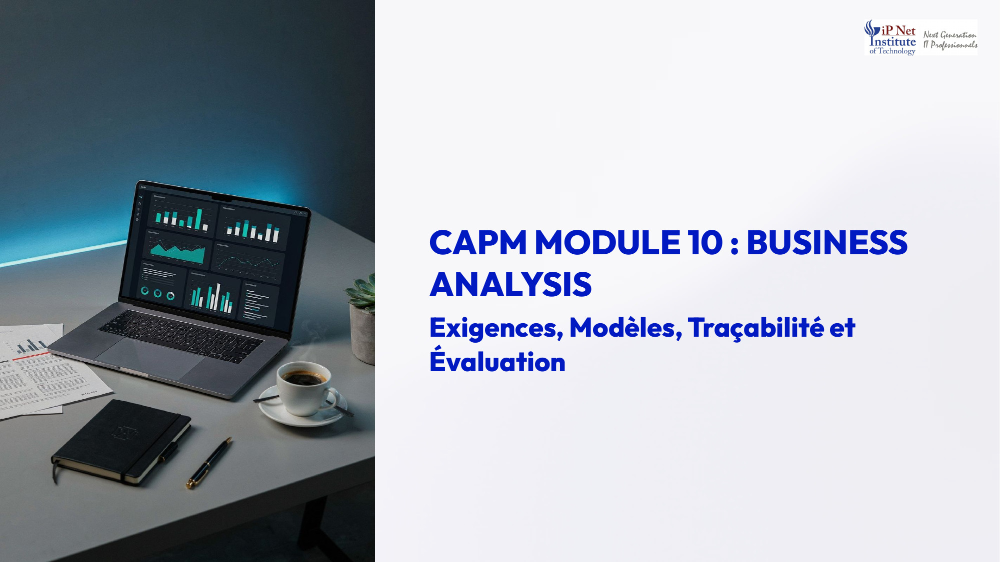 iP Net
Institute
of Technology
Next Generation
IT Professionnels
CAPM MODULE 10 : BUSINESS
ANALYSIS
Exigences, Modèles, Traçabilité et
Évaluation